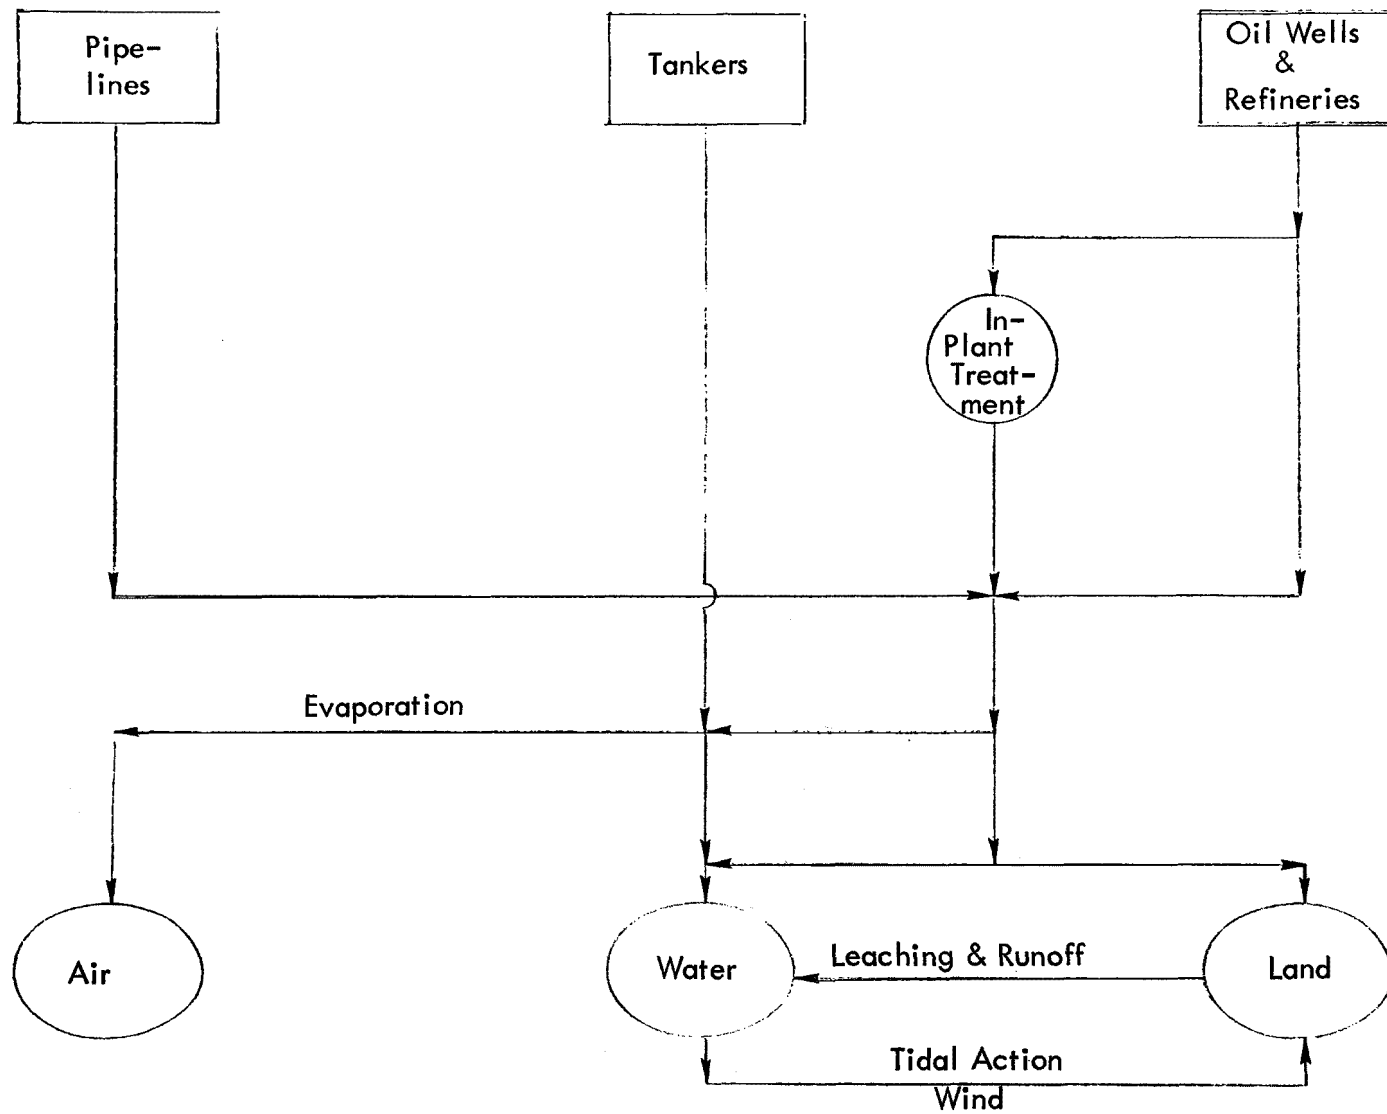 Pipe-
lines
Tankers
Oil Wells
&
Refineries
In-
Plant
Treat-
ment
Evaporation
Air
Water
Leaching & Runoff
Land
Tidal Action
Wind